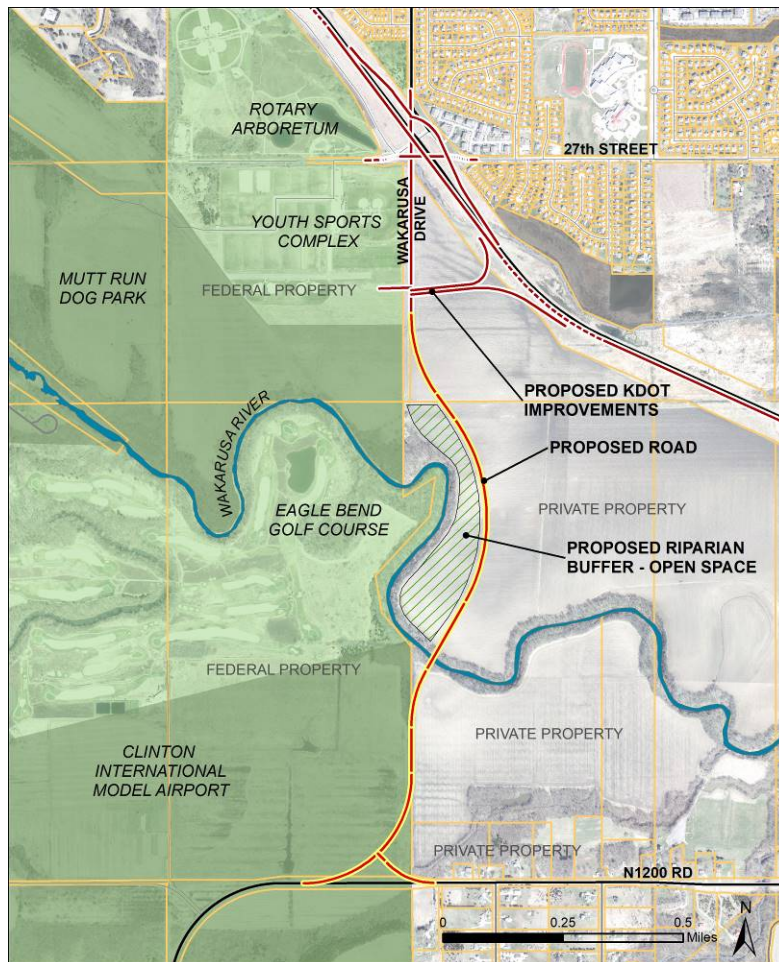 ROTARY
ARBORETUM
27th STREET
YOUTH SPORTS
COMPLEX
WAKARUSA
DRIVE
MUTT RUN
DOG PARK
FEDERAL PROPERTY
PROPOSED KDOT
IMPROVEMENTS
WAKARUSA RIVER
PROPOSED ROAD
EAGLE BEND
GOLF COURSE
PRIVATE PROPERTY
PROPOSED RIPARIAN
BUFFER - OPEN SPACE
FEDERAL PROPERTY
PRIVATE PROPERTY
CLINTON
INTERNATIONAL
MODEL AIRPORT
PRIVATE PROPERTY
N1200 RD
N
0 0.25 0.5
Miles